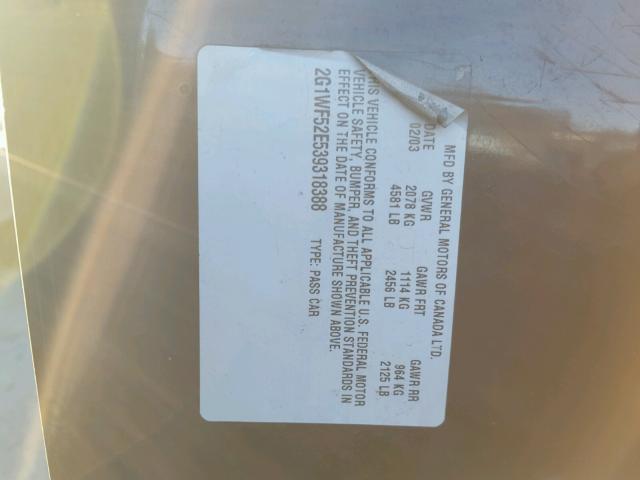 MFD BY GENERAL MOTORS OF CANADA LTD.
DATE GVWR GAWR FRT GAWR RR
02/03 2078 KG 1114 KG 964 KG
4581 LB 2456 LB 2125 LB
THIS VEHICLE CONFORMS TO ALL APPLICABLE U.S. FEDERAL MOTOR
VEHICLE SAFETY, BUMPER, AND THEFT PREVENTION STANDARDS IN
EFFECT ON THE DATE OF MANUFACTURE SHOWN ABOVE.
2G1WF52E539318388 TYPE: PASS CAR